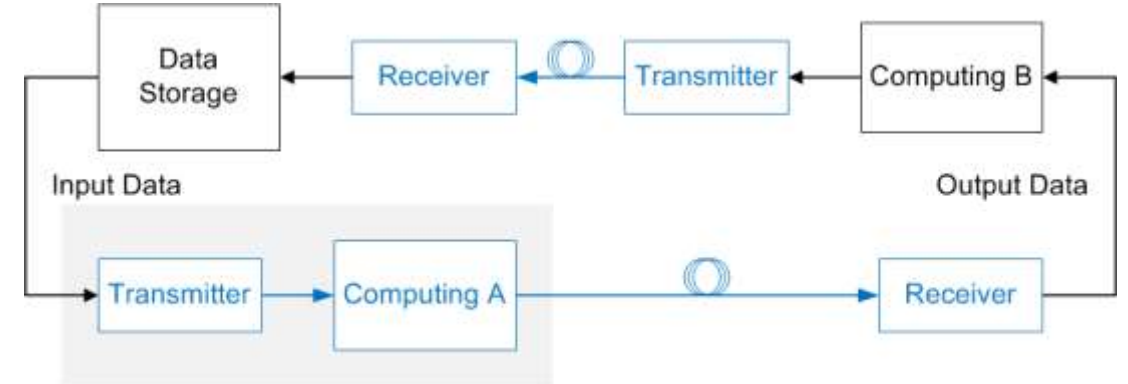 Data
Storage
Receiver
Transmitter
Computing B
Input Data
Output Data
Transmitter
Computing A
Receiver